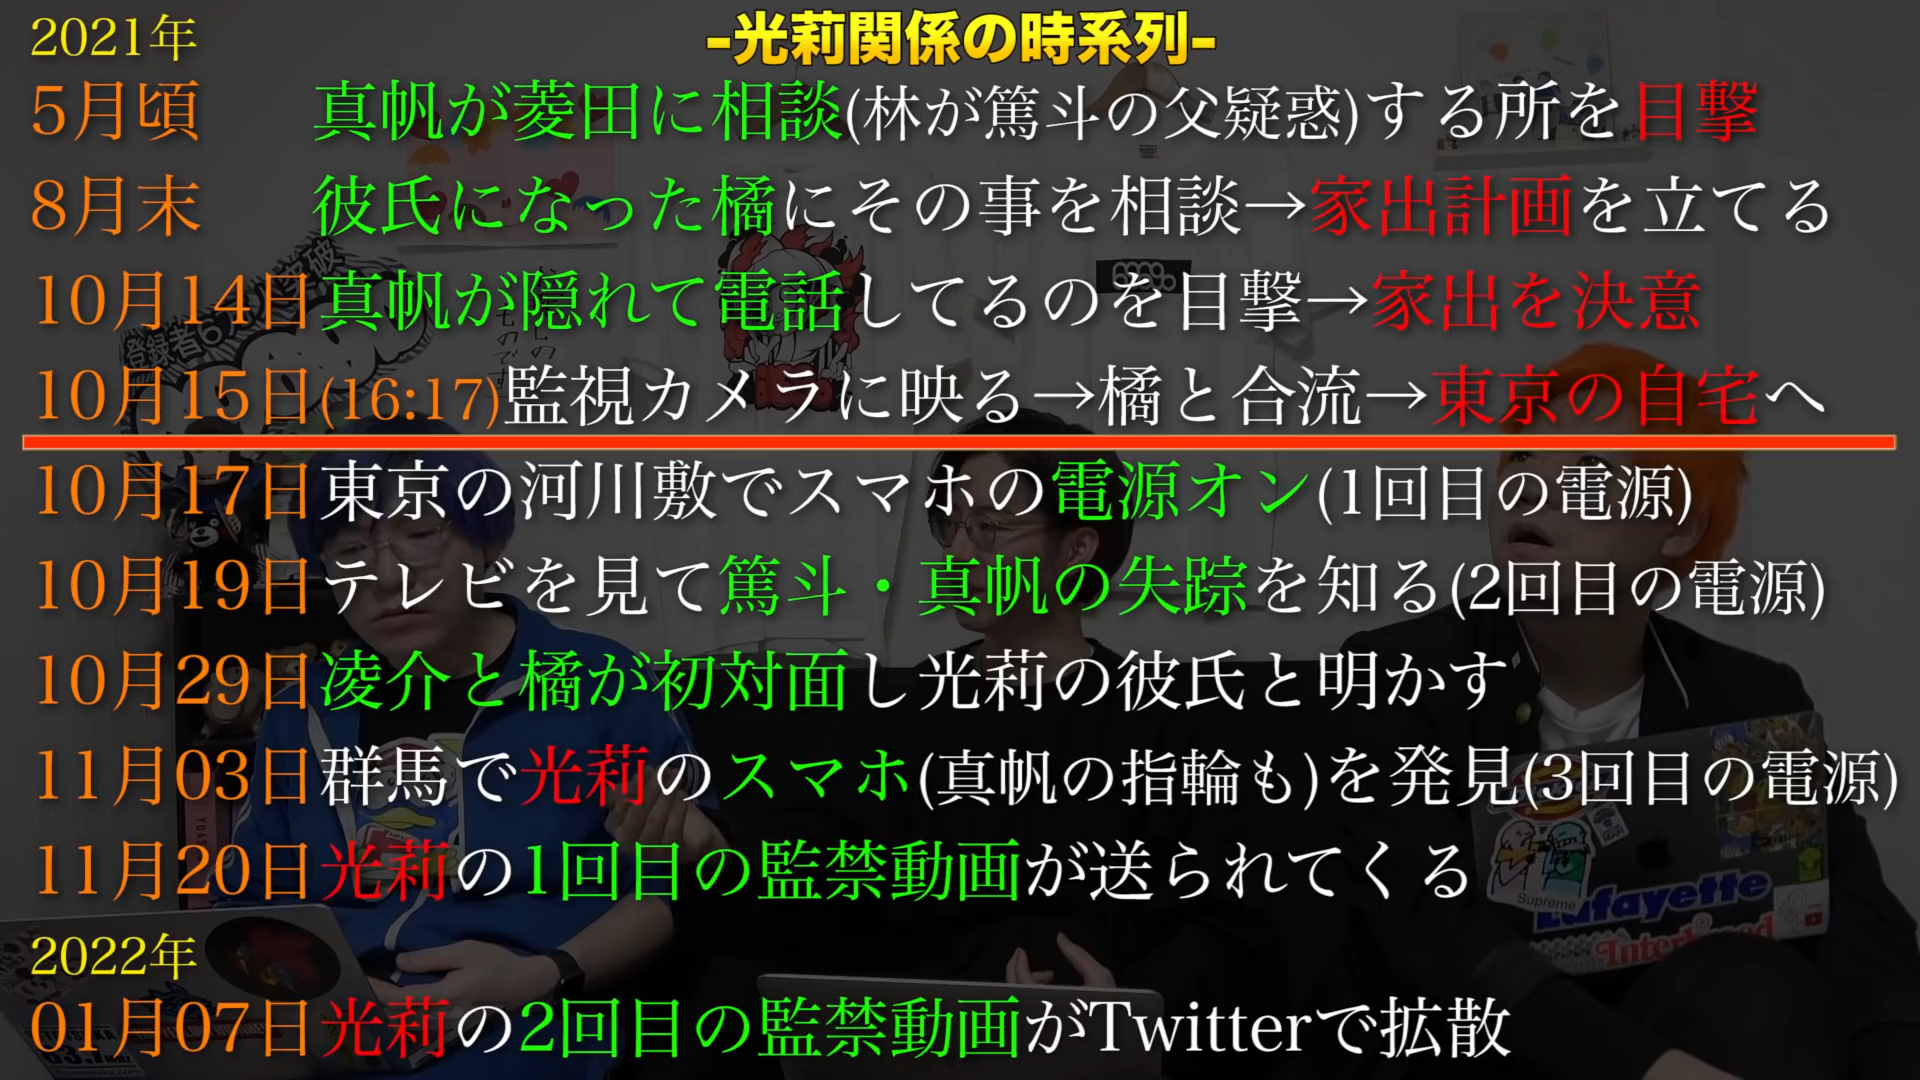 2021年
-光莉関係の時系列-
5月頃 真帆が菱田に相談(林が篤斗の父疑惑)する所を目撃
8月末 彼氏になった橘にその事を相談→家出計画を立てる
10月14日真帆が隠れて電話してるのを目撃→家出を決意
10月15日(16:17)監視カメラに映る→橘と合流→東京の自宅へ
10月17日東京の河川敷でスマホの電源オン(1回目の電源)
10月19日テレビを見て篤斗・真帆の失踪を知る(2回目の電源)
10月29日凌介と橘が初対面し光莉の彼氏と明かす
11月03日群馬で光莉のスマホ(真帆の指輪も)を発見(3回目の電源)
11月20日光莉の1回目の監禁動画が送られてくる
2022年
01月07日光莉の2回目の監禁動画がTwitterで拡散
登録者6
Supreme
Lafayette